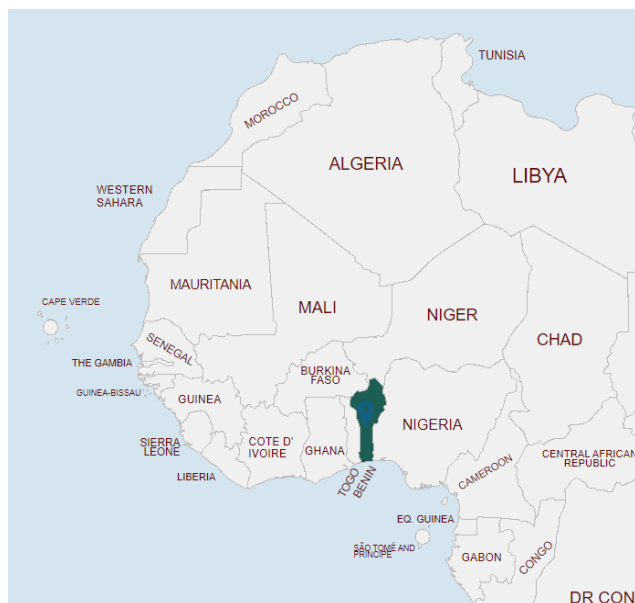 TUNISIA
MOROCCO
ALGERIA
LIBYA
WESTERN
SAHARA
MAURITANIA
MALI
NIGER
CHAD
CAPE VERDE
SENEGAL
THE GAMBIA
BURKINA
FASO
GUINEA-BISSAU
GUINEA
NIGERIA
SIERRA
LEONE
COTE D'
IVOIRE
GHANA
CENTRAL AFRICAN
REPUBLIC
LIBERIA
TOGO
BENIN
CAMEROON
EQ. GUINEA
SÃO TOMÉ AND
PRINCIPE
GABON
CONGO
DR CON